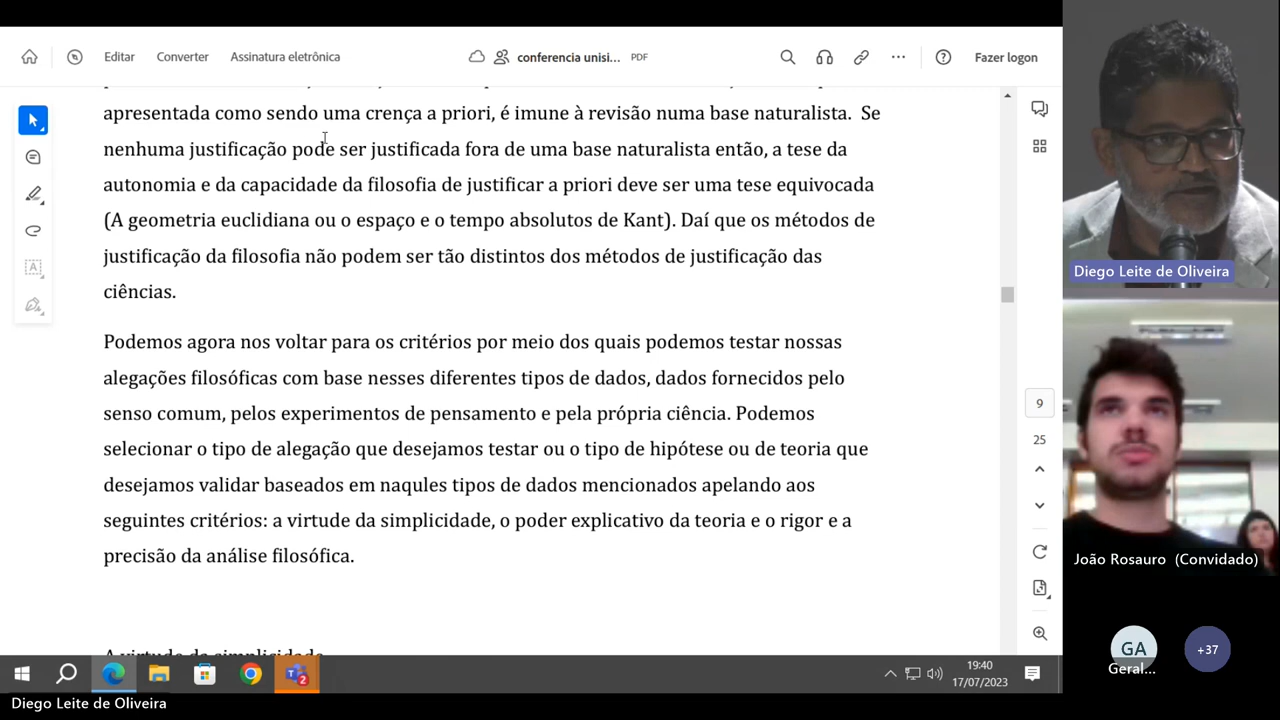 Editar Converter Assinatura eletrônica conferencia unisi... PDF Fazer logon
apresentada como sendo uma crença a priori, é imune à revisão numa base naturalista. Se
nenhuma justificação pode ser justificada fora de uma base naturalista então, a tese da
autonomia e da capacidade da filosofia de justificar a priori deve ser uma tese equivocada
(A geometria euclidiana ou o espaço e o tempo absolutos de Kant). Daí que os métodos de
justificação da filosofia não podem ser tão distintos dos métodos de justificação das
ciências.
Podemos agora nos voltar para os critérios por meio dos quais podemos testar nossas
alegações filosóficas com base nesses diferentes tipos de dados, dados fornecidos pelo
senso comum, pelos experimentos de pensamento e pela própria ciência. Podemos
selecionar o tipo de alegação que desejamos testar ou o tipo de hipótese ou de teoria que
desejamos validar baseados em naqules tipos de dados mencionados apelando aos
seguintes critérios: a virtude da simplicidade, o poder explicativo da teoria e o rigor e a
precisão da análise filosófica.
A virtude da simplicidade
9
25
Diego Leite de Oliveira
João Rosauro (Convidado)
GA
Geral...
+37
2
19:40
17/07/2023
Diego Leite de Oliveira